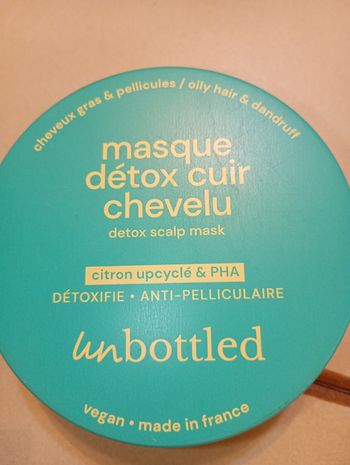 cheveux gras & pellicules / oily hair & dandruff
masque
détox cuir
chevelu
detox scalp mask
citron upcyclé & PHA
DÉTOXIFIE • ANTI-PELLICULAIRE
unbottled
vegan • made in france